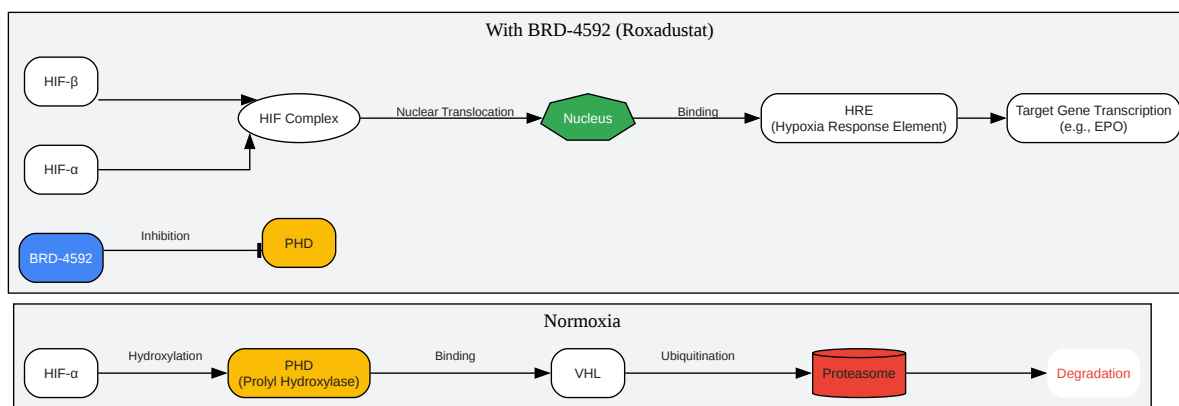 With BRD-4592 (Roxadustat)
HIF-β
HIF Complex
Nuclear Translocation
Nucleus
Binding
HRE
(Hypoxia Response Element)
Target Gene Transcription
(e.g., EPO)
HIF-α
BRD-4592
Inhibition
PHD
Normoxia
HIF-α
Hydroxylation
PHD
(Prolyl Hydroxylase)
Binding
VHL
Ubiquitination
Proteasome
Degradation